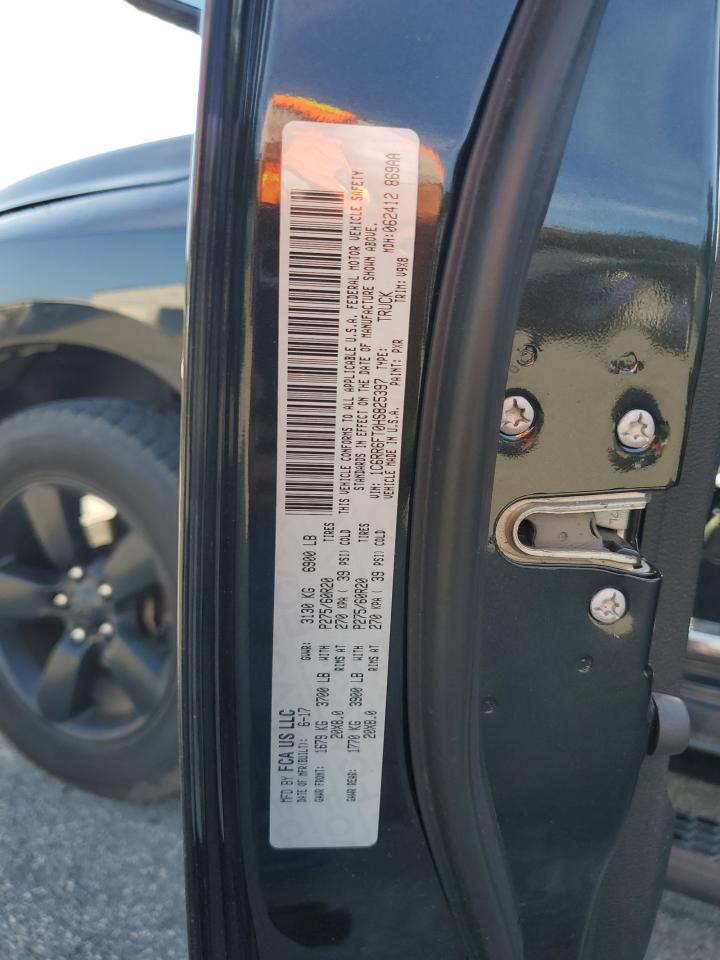 MFD BY FCA US LLC
DATE OF MFR(BUILT): 6-17 GVWR: 3130 KG 6900 LB
GAWR FRONT: 1679 KG 3700 LB WITH P275/60R20 TIRES
20X8.0 RIMS AT 270 KPA ( 39 PSI) COLD
GAWR REAR: 1770 KG 3900 LB WITH P275/60R20 TIRES
20X8.0 RIMS AT 270 KPA ( 39 PSI) COLD
THIS VEHICLE CONFORMS TO ALL APPLICABLE U.S.A. FEDERAL MOTOR VEHICLE SAFETY
STANDARDS IN EFFECT ON THE DATE OF MANUFACTURE SHOWN ABOVE.
VIN: 1C6RR6FT0HS825397 TYPE: TRUCK MDH:062412 869AA
VEHICLE MADE IN U.S.A. PAINT: PXR TRIM: V9X8